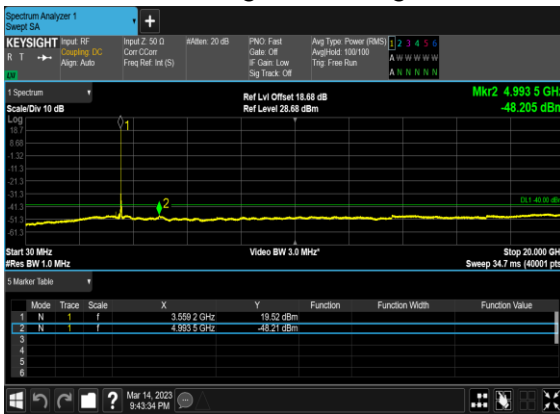 Spectrum Analyzer 1
Swept SA
+
KEYSIGHT Input: RF Input Z: 50 Ω #Atten: 20 dB PNO: Fast Avg Type: Power (RMS) 1 2 3 4 5 6
R T Coupling: DC Corr CCorr Gate: Off Avg|Hold: 100/100 A W W W W W
Align: Auto Freq Ref: Int (S) IF Gain: Low Trig: Free Run
Sig Track: Off A N N N N N
LV
1 Spectrum Ref Lvl Offset 18.68 dB Mkr2 4.993 5 GHz
Scale/Div 10 dB Ref Level 28.68 dBm -48.205 dBm
Log
1
18.7
8.68
-1.32
-11.3
-21.3
-31.3
DL1 -40.00 dBm
2
-41.3
-51.3
-61.3
Start 30 MHz Video BW 3.0 MHz* Stop 20.000 GH
#Res BW 1.0 MHz Sweep 34.7 ms (40001 pts
5 Marker Table
Mode Trace Scale X Y Function Function Width Function Value
1 N 1 f 3.559 2 GHz 19.52 dBm
2 N 1 f 4.993 5 GHz -48.21 dBm
3
4
5
6
? Mar 14, 2023
9:43:34 PM